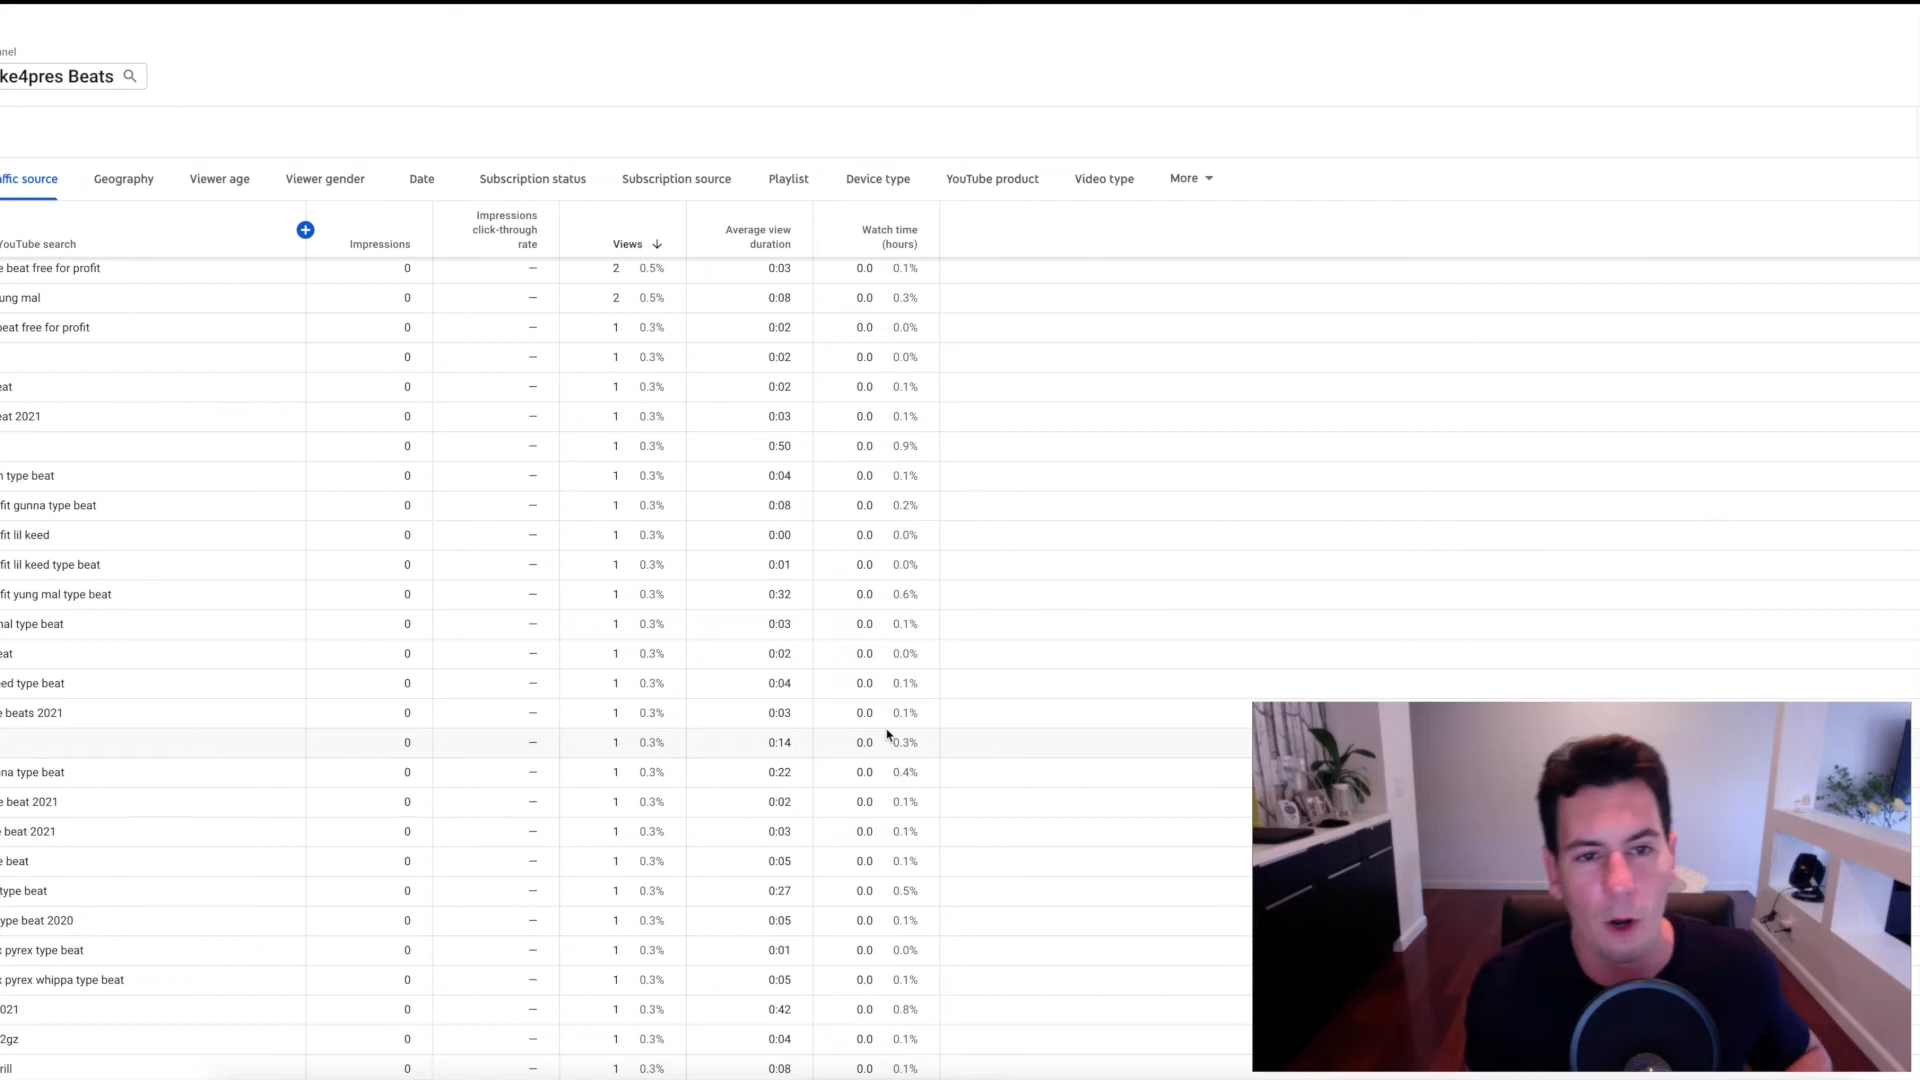 nnel
ke4pres Beats
affic source Geography Viewer age Viewer gender Date Subscription status Subscription source Playlist Device type YouTube product Video type More
YouTube search Impressions Impressions click-through rate Views Average view duration Watch time (hours)
e beat free for profit 0 – 2 0.5% 0:03 0.0 0.1%
ung mal 0 – 2 0.5% 0:08 0.0 0.3%
beat free for profit 0 – 1 0.3% 0:02 0.0 0.0%
0 – 1 0.3% 0:02 0.0 0.0%
eat 0 – 1 0.3% 0:02 0.0 0.1%
eat 2021 0 – 1 0.3% 0:03 0.0 0.1%
0 – 1 0.3% 0:50 0.0 0.9%
n type beat 0 – 1 0.3% 0:04 0.0 0.1%
fit gunna type beat 0 – 1 0.3% 0:08 0.0 0.2%
fit lil keed 0 – 1 0.3% 0:00 0.0 0.0%
fit lil keed type beat 0 – 1 0.3% 0:01 0.0 0.0%
fit yung mal type beat 0 – 1 0.3% 0:32 0.0 0.6%
nal type beat 0 – 1 0.3% 0:03 0.0 0.1%
eat 0 – 1 0.3% 0:02 0.0 0.0%
eed type beat 0 – 1 0.3% 0:04 0.0 0.1%
e beats 2021 0 – 1 0.3% 0:03 0.0 0.1%
0 – 1 0.3% 0:14 0.0 0.3%
na type beat 0 – 1 0.3% 0:22 0.0 0.4%
e beat 2021 0 – 1 0.3% 0:02 0.0 0.1%
e beat 2021 0 – 1 0.3% 0:03 0.0 0.1%
e beat 0 – 1 0.3% 0:05 0.0 0.1%
type beat 0 – 1 0.3% 0:27 0.0 0.5%
ype beat 2020 0 – 1 0.3% 0:05 0.0 0.1%
x pyrex type beat 0 – 1 0.3% 0:01 0.0 0.0%
x pyrex whippa type beat 0 – 1 0.3% 0:05 0.0 0.1%
021 0 – 1 0.3% 0:42 0.0 0.8%
2gz 0 – 1 0.3% 0:04 0.0 0.1%
rill 0 – 1 0.3% 0:08 0.0 0.1%